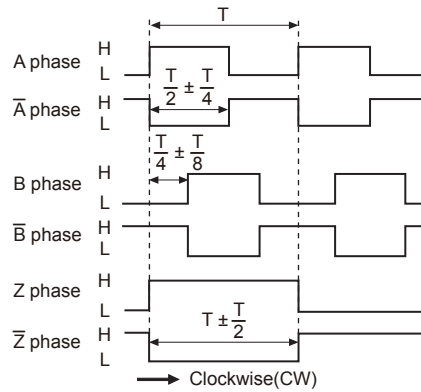 T
A phase H
L
A̅ phase H
L
T/2 ± T/4
T/4 ± T/8
B phase H
L
B̅ phase H
L
Z phase H
L
T ± T/2
Z̅ phase H
L
Clockwise(CW)